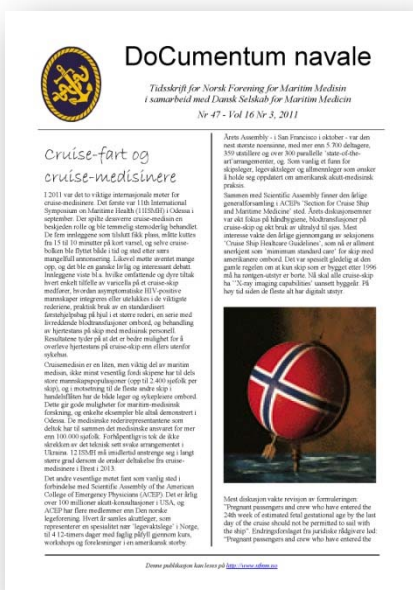 DoCumentum navale
Tidsskrift for Norsk Forening for Maritim Medisin
i samarbeid med Dansk Selskab for Maritim Medicin
Nr 47 - Vol 16 Nr 3, 2011
Cruise-fart og
cruise-medisinere
I 2011 var det to viktige internasjonale møter for
cruise-medisinere. Det første var 11th International
Symposium on Maritime Health (11ISMH) i Odessa i
september. Der spilte dessverre cruise-medisin en
beskjeden rolle og ble temmelig stemoderlig behandlet.
De fem innleggene som tilslutt fikk plass, måtte kuttes
fra 15 til 10 minutter på kort varsel, og selve cruise-
bolken ble flyttet både i tid og sted etter særs
mangelfull annonsering. Likevel møtte uventet mange
opp, og det ble en ganske livlig og interessant debatt.
Innleggene viste bl.a. hvilke omfattende og dyre tiltak
hvert enkelt tilfelle av varicella på et cruise-skip
medfører, hvordan asymptomatiske HIV-positive
mannskaper integreres eller utelukkes i de viktigste
rederiene, praktisk bruk av en standardisert
førstehjelpsbag på hjul i et større rederi, en serie med
livreddende blodtransfusjoner ombord, og behandling
av hjertestans på skip med medisinsk personell.
Resultatene tyder på at det er bedre mulighet for å
overleve hjertestans på cruise-skip enn ellers utenfor
sykehus.
Cruisemedisin er en liten, men viktig del av maritim
medisin, ikke minst vesentlig fordi skipene har til dels
store mannskapspopulasjoner (opp til 2.400 sjøfolk per
skip), og i motsetning til de fleste andre skip i
handelsflåten har de både leger og sykepleiere ombord.
Dette gir gode muligheter for maritim-medisinsk
forskning, og enkelte eksempler ble altså demonstrert i
Odessa. De medisinske rederirepresentantene som
deltok har til sammen det medisinske ansvaret for mer
enn 100.000 sjøfolk. Forhåpentligvis tok de ikke
skrekken av det teknisk sett svake arrangementet i
Ukraina. 12 ISMH må imidlertid anstrenge seg i langt
større grad dersom de ønsker deltakelse fra cruise-
medisinere i Brest i 2013.
Det andre vesentlige møtet fant som vanlig sted i
forbindelse med Scientific Assembly of the American
College of Emergency Physicians (ACEP). Det er årlig
over 100 millioner akutt-konsultasjoner i USA, og
ACEP har flere medlemmer enn Den norske
legeforening. Hvert år samles akuttleger, som
representerer en spesialitet nær 'legevaktslege' i Norge,
til 4 12-timers dager med faglig påfyll gjennom kurs,
workshops og forelesninger i en amerikansk storby.
Årets Assembly - i San Francisco i oktober - var den
nest største noensinne, med mer enn 5.700 deltagere,
359 utstillere og over 300 parallelle 'state-of-the-
art'arrangementer, og. Som vanlig et funn for
skipsleger, legevaktsleger og allmennleger som ønsker
å holde seg oppdatert om amerikansk akutt-medisinsk
praksis.
Sammen med Scientific Assembly finner den årlige
generalforsamling i ACEPs 'Section for Cruise Ship
and Maritime Medicine' sted. Årets diskusjonsemner
var økt fokus på håndhygiene, blodtransfusjoner på
cruise-skip og økt bruk av ultralyd til sjøs. Mest
interesse vakte den årlige gjennomgang av seksjonens
'Cruise Ship Healthcare Guidelines', som nå er allment
anerkjent som 'minimum standard care' for skip med
amerikanere ombord. Det var spesielt gledelig at den
gamle regelen om at kun skip som er bygget etter 1996
må ha røntgen-utstyr er borte. Nå skal alle cruise-skip
ha ''X-ray imaging capabilities' uansett byggeår. På
høy tid siden de fleste alt har digitalt utstyr.
Mest diskusjon vakte revisjon av formuleringen:
"Pregnant passengers and crew who have entered the
24th week of estimated fetal gestational age by the last
day of the cruise should not be permitted to sail with
the ship". Endringsforslaget fra juridiske rådgivere lød:
"Pregnant passengers and crew who have entered the
Denne publikasjon kan leses på http://www.nfmm.no